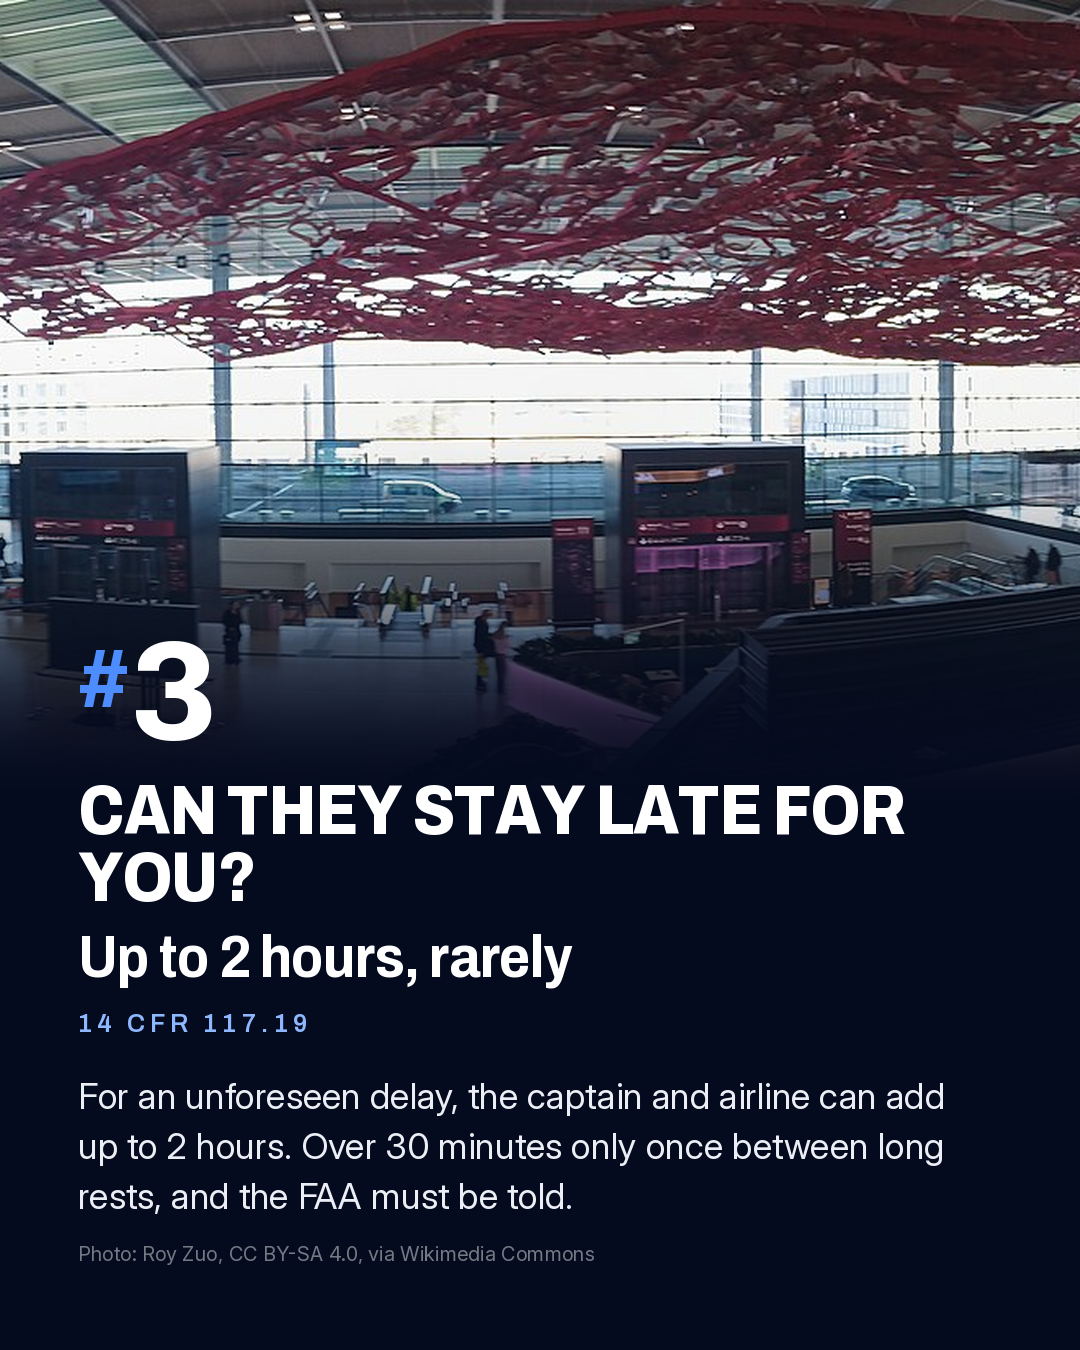 #3
CAN THEY STAY LATE FOR
YOU?
Up to 2 hours, rarely
14 CFR 117.19
For an unforeseen delay, the captain and airline can add
up to 2 hours. Over 30 minutes only once between long
rests, and the FAA must be told.
Photo: Roy Zuo, CC BY-SA 4.0, via Wikimedia Commons